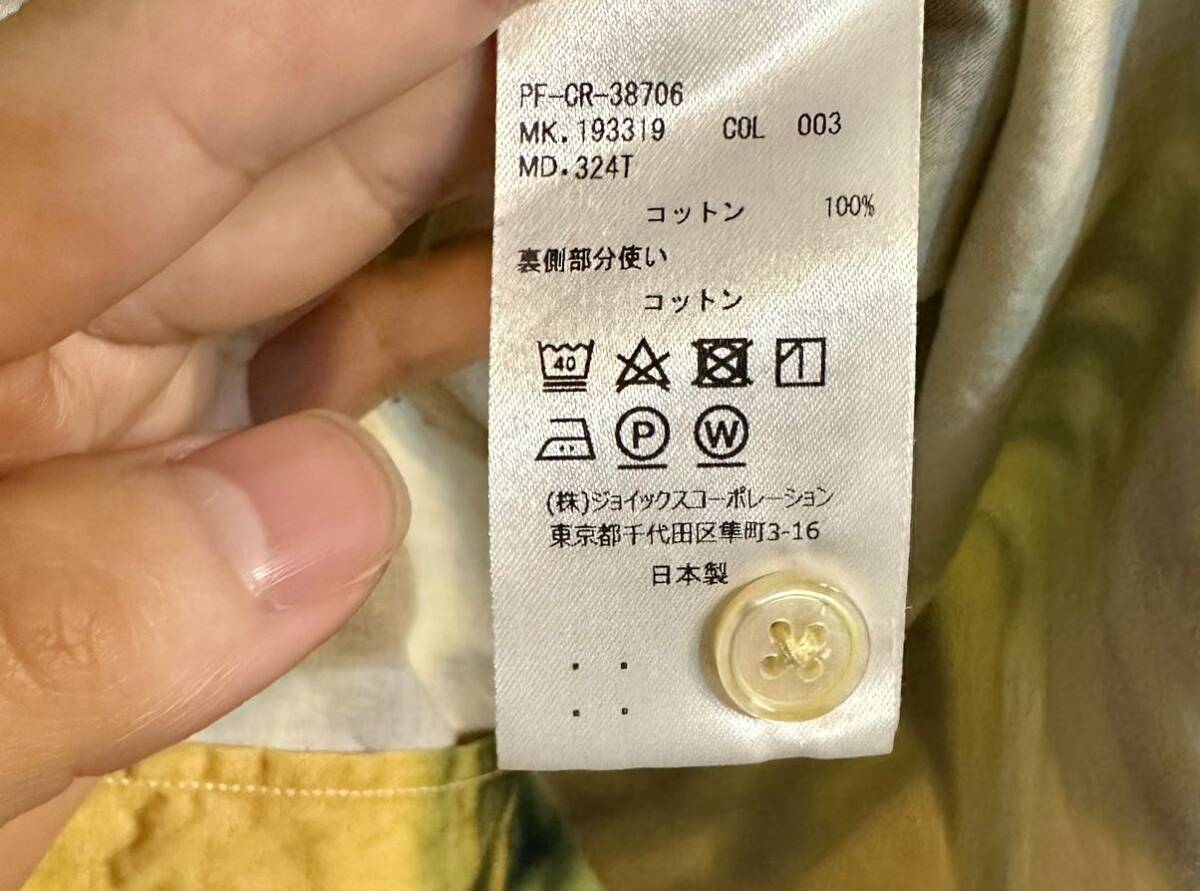 PF-CR-38706
MK. 193319 COL 003
MD. 324T
コットン 100%
裏側部分使い
コットン
40
P W
(株)ジョイックスコーポレーション
東京都千代田区隼町3-16
日本製